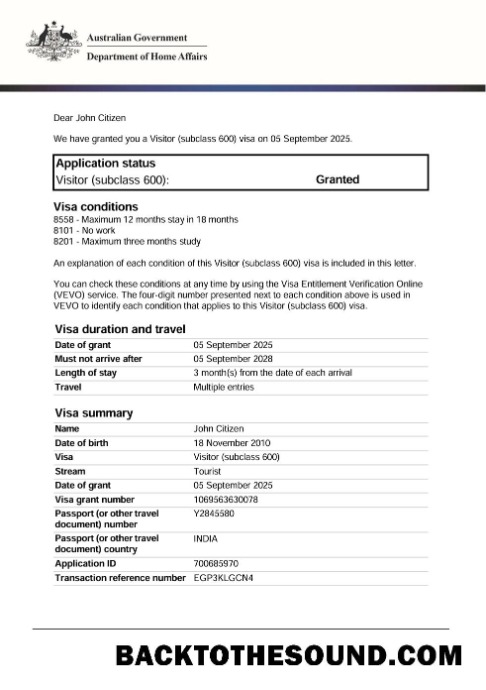 Australian Government
Department of Home Affairs
Dear John Citizen
We have granted you a Visitor (subclass 600) visa on 05 September 2025.
Application status
Visitor (subclass 600): Granted
Visa conditions
8558 - Maximum 12 months stay in 18 months
8101 - No work
8201 - Maximum three months study
An explanation of each condition of this Visitor (subclass 600) visa is included in this letter.
You can check these conditions at any time by using the Visa Entitlement Verification Online
(VEVO) service. The four-digit number presented next to each condition above is used in
VEVO to identify each condition that applies to this Visitor (subclass 600) visa.
Visa duration and travel
Date of grant 05 September 2025
Must not arrive after 05 September 2028
Length of stay 3 month(s) from the date of each arrival
Travel Multiple entries
Visa summary
Name John Citizen
Date of birth 18 November 2010
Visa Visitor (subclass 600)
Stream Tourist
Date of grant 05 September 2025
Visa grant number 1069563630078
Passport (or other travel Y2845580
document) number
Passport (or other travel INDIA
document) country
Application ID 700685970
Transaction reference number EGP3KLGCN4
BACKTOTHESOUND.COM